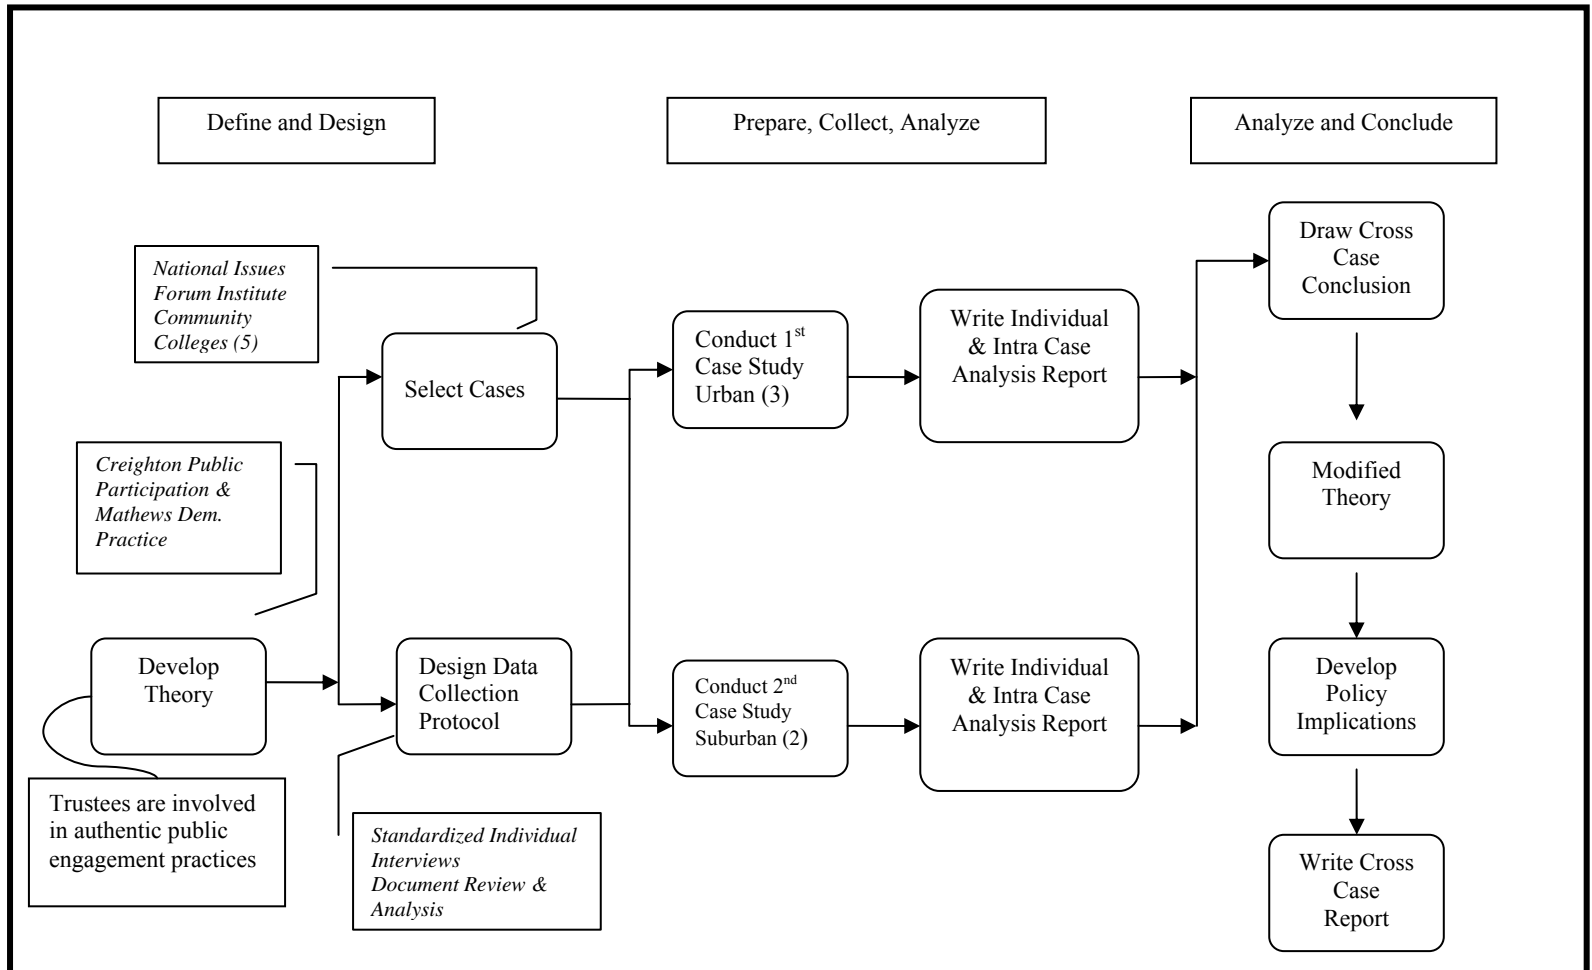 Define and Design
Prepare, Collect, Analyze
Analyze and Conclude
National Issues
Forum Institute
Community
Colleges (5)
Select Cases
Creighton Public
Participation &
Mathews Dem.
Practice
Develop
Theory
Trustees are involved
in authentic public
engagement practices
Design Data
Collection
Protocol
Standardized Individual
Interviews
Document Review &
Analysis
Conduct 1st
Case Study
Urban (3)
Write Individual
& Intra Case
Analysis Report
Conduct 2nd
Case Study
Suburban (2)
Write Individual
& Intra Case
Analysis Report
Draw Cross
Case
Conclusion
Modified
Theory
Develop
Policy
Implications
Write Cross
Case
Report